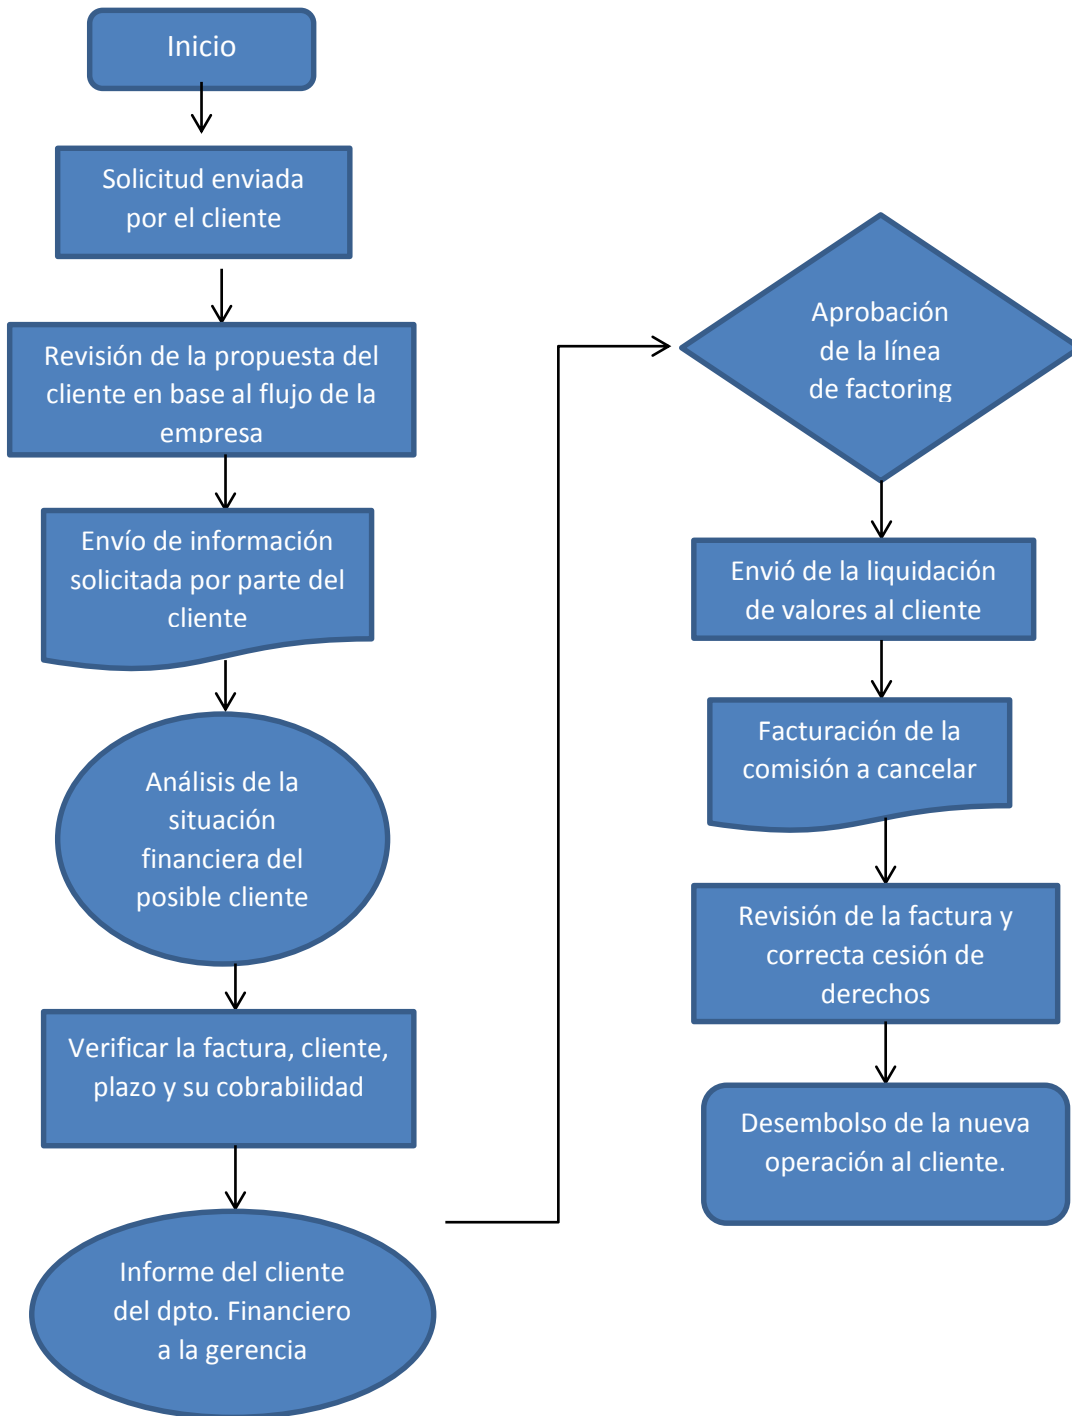 Inicio
Solicitud enviada
por el cliente
Revisión de la propuesta del
cliente en base al flujo de la
empresa
Envío de información
solicitada por parte del
cliente
Análisis de la
situación
financiera del
posible cliente
Verificar la factura, cliente,
plazo y su cobrabilidad
Informe del cliente
del dpto. Financiero
a la gerencia
Aprobación
de la línea
de factoring
Envió de la liquidación
de valores al cliente
Facturación de la
comisión a cancelar
Revisión de la factura y
correcta cesión de
derechos
Desembolso de la nueva
operación al cliente.